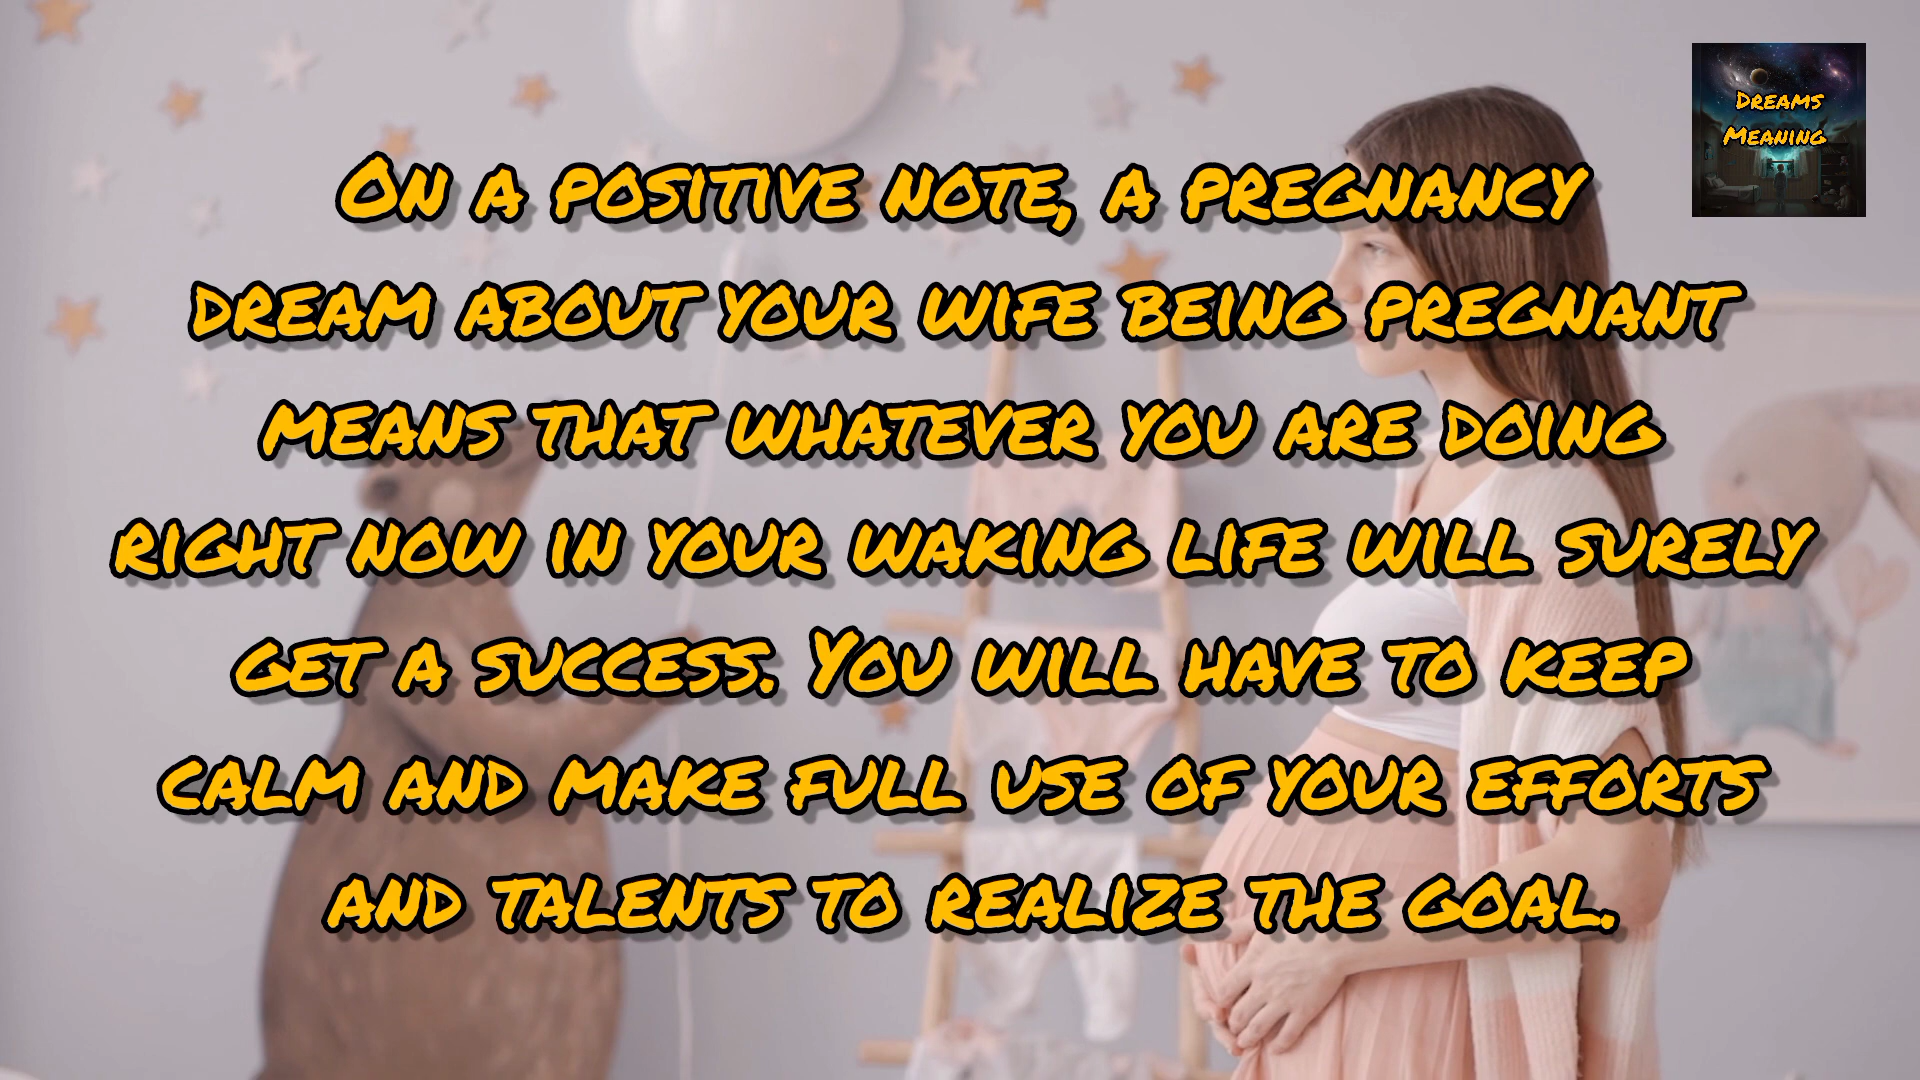 Dreams
Meaning
On a positive note, a pregnancy
dream about your wife being pregnant
means that whatever you are doing
right now in your waking life will surely
get a success. You will have to keep
calm and make full use of your efforts
and talents to realize the goal.